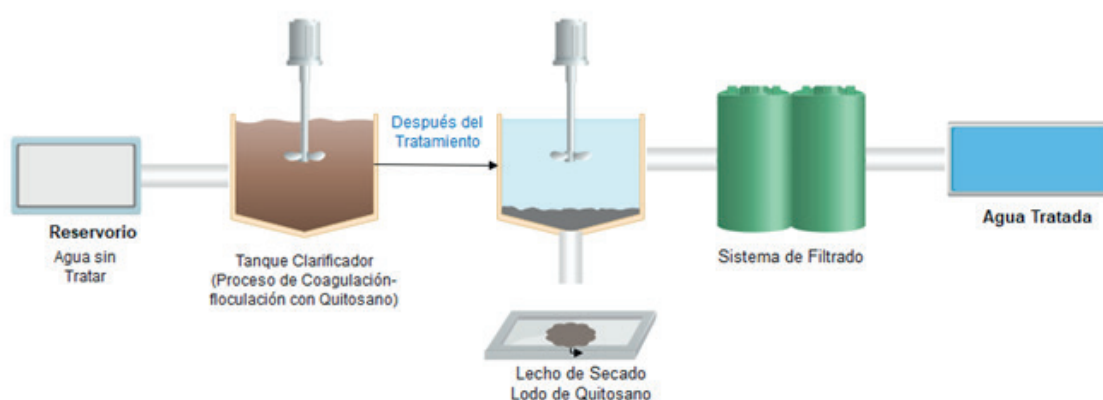 Reservorio
Agua sin
Tratar
Tanque Clarificador
(Proceso de Coagulación-
floculación con Quitosano)
Después del
Tratamiento
Lecho de Secado
Lodo de Quitosano
Sistema de Filtrado
Agua Tratada